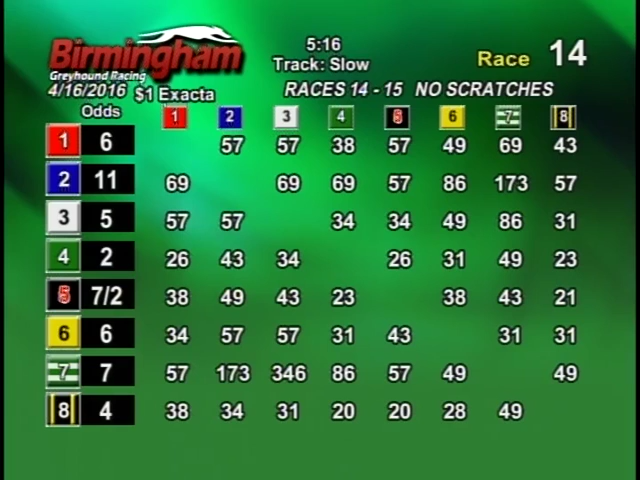 Birmingham
Greyhound Racing
5:16
Track: Slow
Race 14
4/16/2016 $1 Exacta RACES 14 - 15 NO SCRATCHES
Odds 1 2 3 4 5 6 7 8
1 6 57 57 38 57 49 69 43
2 11 69 69 69 57 86 173 57
3 5 57 57 34 34 49 86 31
4 2 26 43 34 26 31 49 23
5 7/2 38 49 43 23 38 43 21
6 6 34 57 57 31 43 31 31
7 7 57 173 346 86 57 49 49
8 4 38 34 31 20 20 28 49